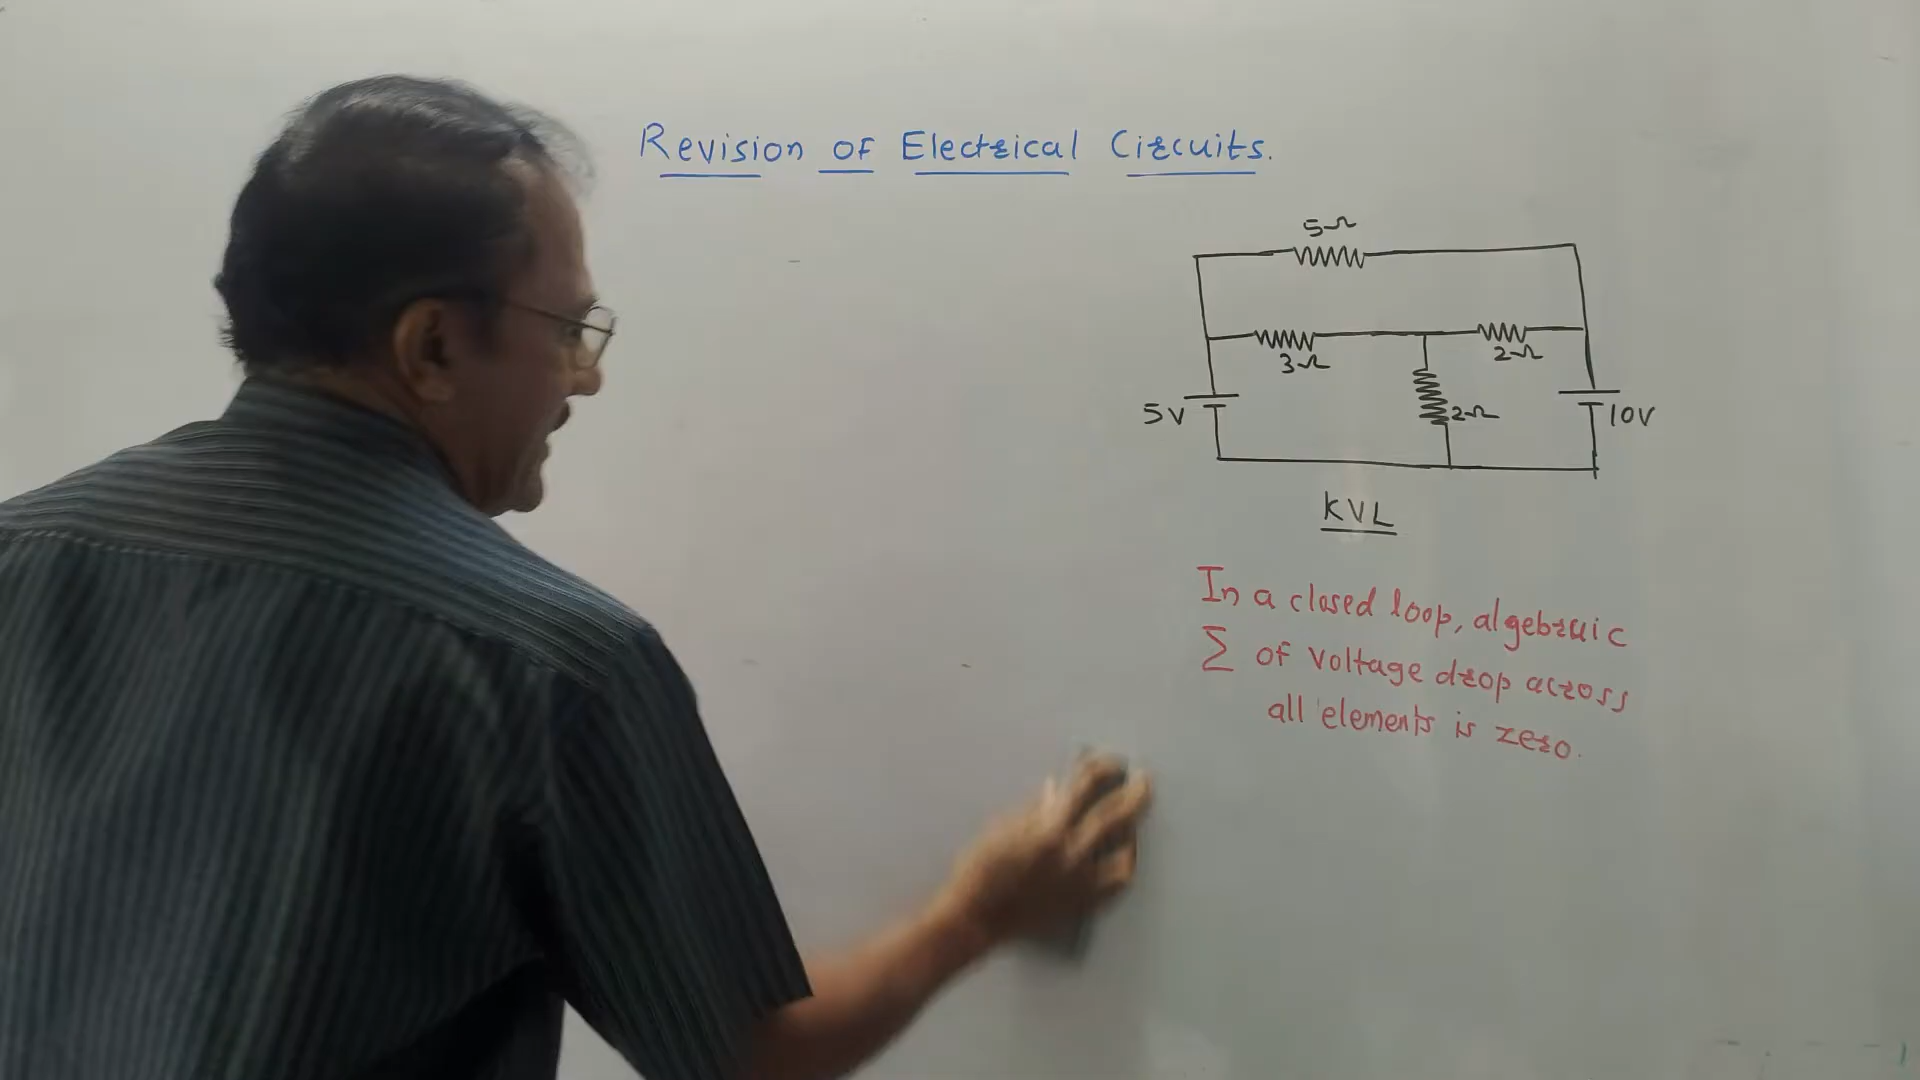 Revision of Electrical Circuits.
5Ω
3Ω
2Ω
5V
2Ω
10V
KVL
In a closed loop, algebraic
Σ of voltage drop across
all elements is zero.